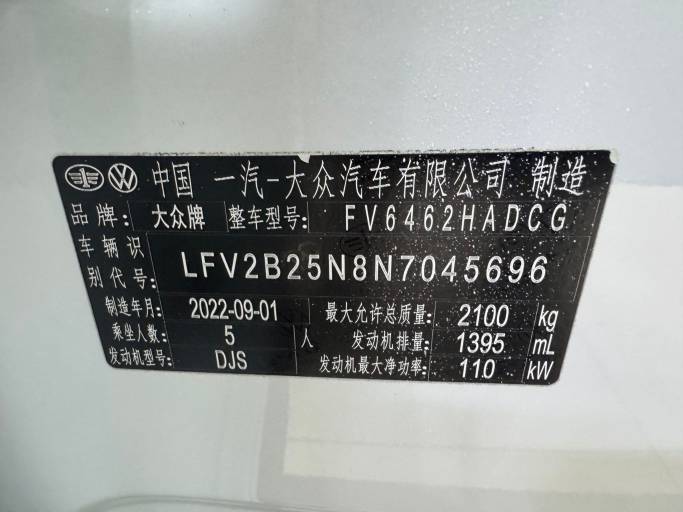 中国 一汽-大众汽车有限公司 制造
品牌: 大众牌 整车型号: FV6462HADCG
车辆识别代号: LFV2B25N8N7045696
制造年月: 2022-09-01 最大允许总质量: 2100 kg
乘坐人数: 5 人 发动机排量: 1395 mL
发动机型号: DJS 发动机最大净功率: 110 kW